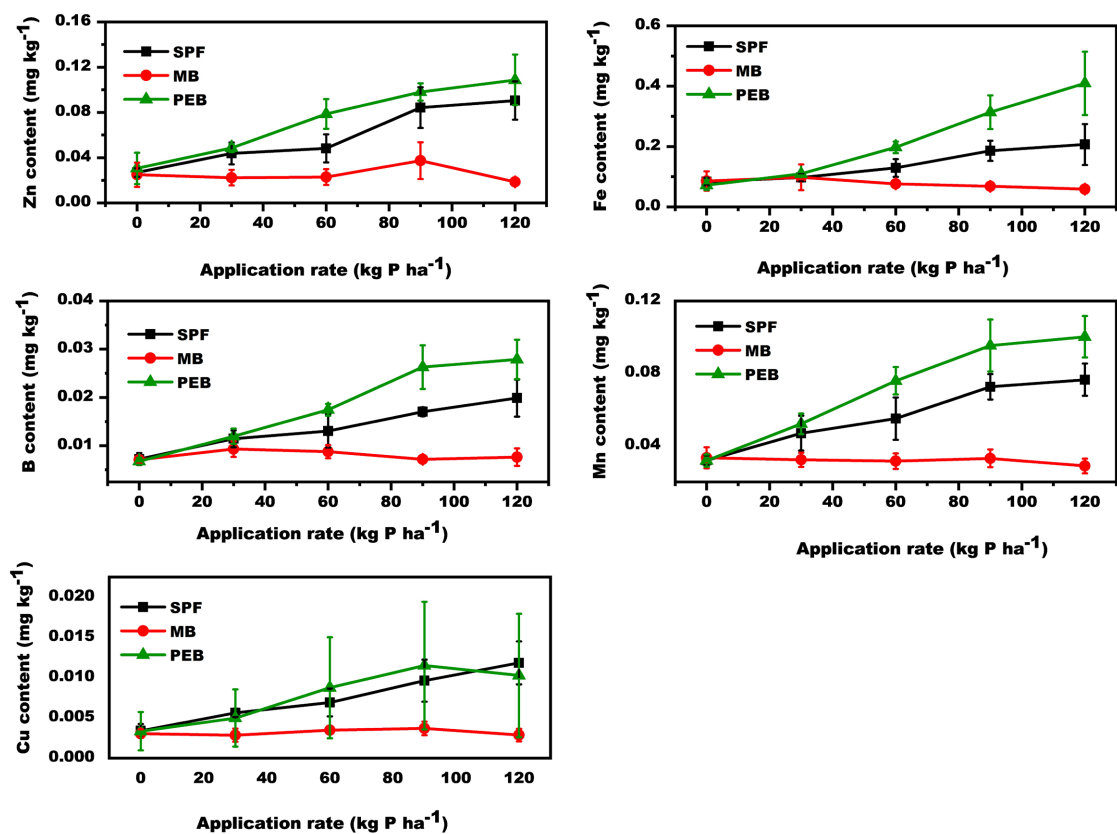 Zn content (mg kg⁻¹)
0.16
0.12
0.08
0.04
0.00
SPF
MB
PEB
0 20 40 60 80 100 120
Application rate (kg P ha⁻¹)
Fe content (mg kg⁻¹)
0.6
0.4
0.2
0.0
SPF
MB
PEB
0 20 40 60 80 100 120
Application rate (kg P ha⁻¹)
B content (mg kg⁻¹)
0.04
0.03
0.02
0.01
SPF
MB
PEB
0 20 40 60 80 100 120
Application rate (kg P ha⁻¹)
Mn content (mg kg⁻¹)
0.12
0.08
0.04
SPF
MB
PEB
0 20 40 60 80 100 120
Application rate (kg P ha⁻¹)
Cu content (mg kg⁻¹)
0.020
0.015
0.010
0.005
0.000
SPF
MB
PEB
0 20 40 60 80 100 120
Application rate (kg P ha⁻¹)